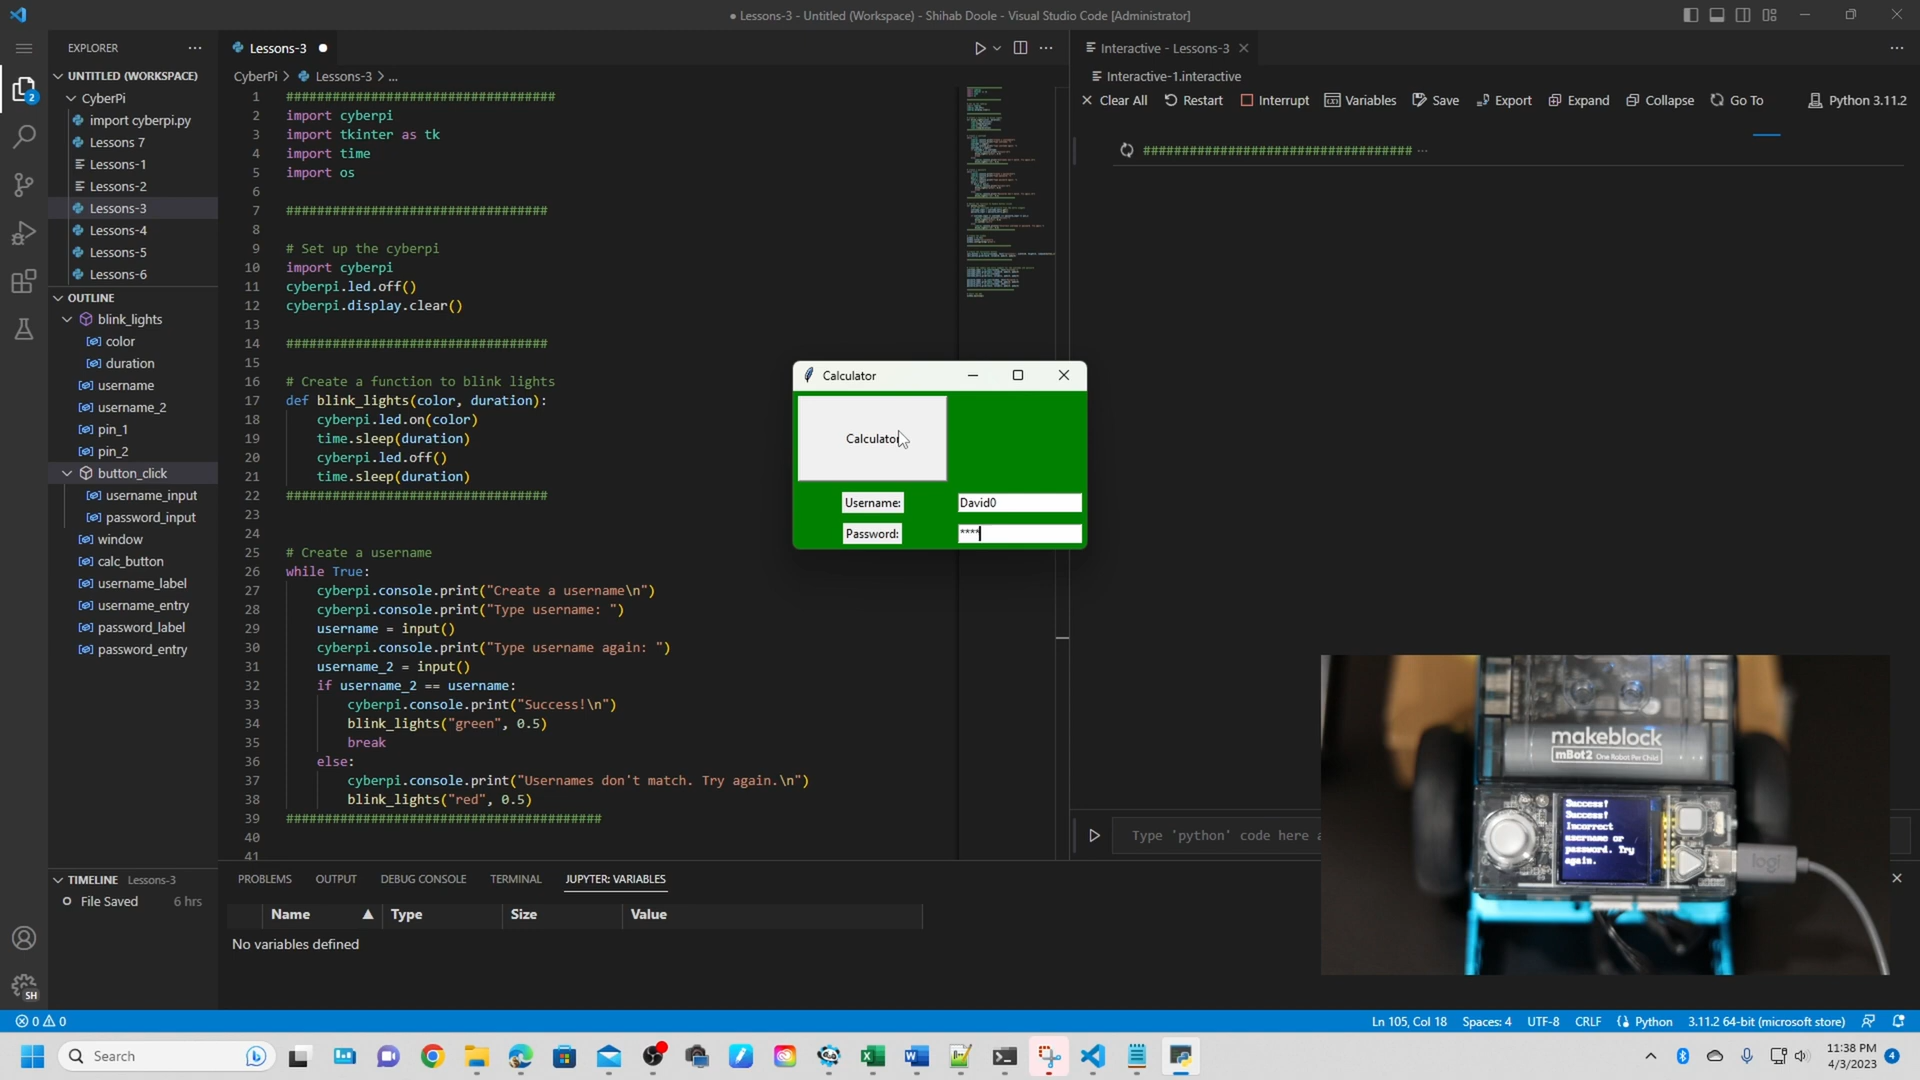 ● Lessons-3 - Untitled (Workspace) - Shihab Doole - Visual Studio Code [Administrator]
EXPLORER
UNTITLED (WORKSPACE)
CyberPi
import cyberpi.py
Lessons 7
Lessons-1
Lessons-2
Lessons-3
Lessons-4
Lessons-5
Lessons-6
OUTLINE
blink_lights
color
duration
username
username_2
pin_1
pin_2
button_click
username_input
password_input
window
calc_button
username_label
username_entry
password_label
password_entry
TIMELINE Lessons-3
File Saved 6 hrs
Lessons-3
CyberPi > Lessons-3 > ...
1 ###################################
2 import cyberpi
3 import tkinter as tk
4 import time
5 import os
6
7 ##################################
8
9 # Set up the cyberpi
10 import cyberpi
11 cyberpi.led.off()
12 cyberpi.display.clear()
13
14 ##################################
15
16 # Create a function to blink lights
17 def blink_lights(color, duration):
18 cyberpi.led.on(color)
19 time.sleep(duration)
20 cyberpi.led.off()
21 time.sleep(duration)
22 ##################################
23
24
25 # Create a username
26 while True:
27 cyberpi.console.print("Create a username\n")
28 cyberpi.console.print("Type username: ")
29 username = input()
30 cyberpi.console.print("Type username again: ")
31 username_2 = input()
32 if username_2 == username:
33 cyberpi.console.print("Success!\n")
34 blink_lights("green", 0.5)
35 break
36 else:
37 cyberpi.console.print("Usernames don't match. Try again.\n")
38 blink_lights("red", 0.5)
39 #########################################
40
41
Calculator
Calculator
Username: David0
Password: ****
Interactive - Lessons-3
Interactive-1.interactive
Clear All Restart Interrupt Variables Save Export Expand Collapse Go To Python 3.11.2
################################### ...
Type 'python' code here a
makeblock
mBot2 One Robot Per Child
Success!
Success!
Incorrect
username or
password. Try
again.
logi
PROBLEMS OUTPUT DEBUG CONSOLE TERMINAL JUPYTER: VARIABLES
Name Type Size Value
No variables defined
2
SH
0 0
Ln 105, Col 18 Spaces: 4 UTF-8 CRLF Python 3.11.2 64-bit (microsoft store)
Search
11:38 PM
4/3/2023
4